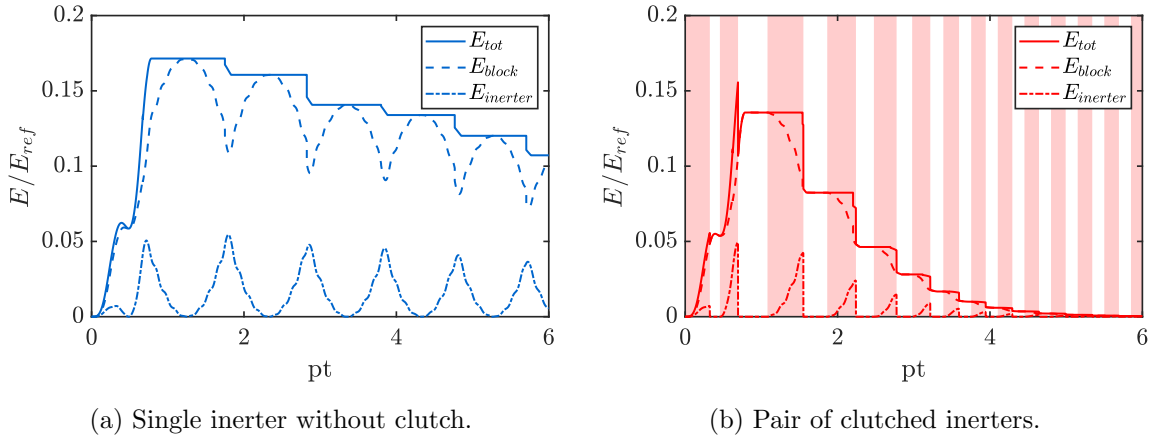 0.2
0.15
0.1
0.05
0
E/E_ref
E_tot
E_block
E_inerter
0 2 4 6
pt
(a) Single inerter without clutch.
0.2
0.15
0.1
0.05
0
E/E_ref
E_tot
E_block
E_inerter
0 2 4 6
pt
(b) Pair of clutched inerters.